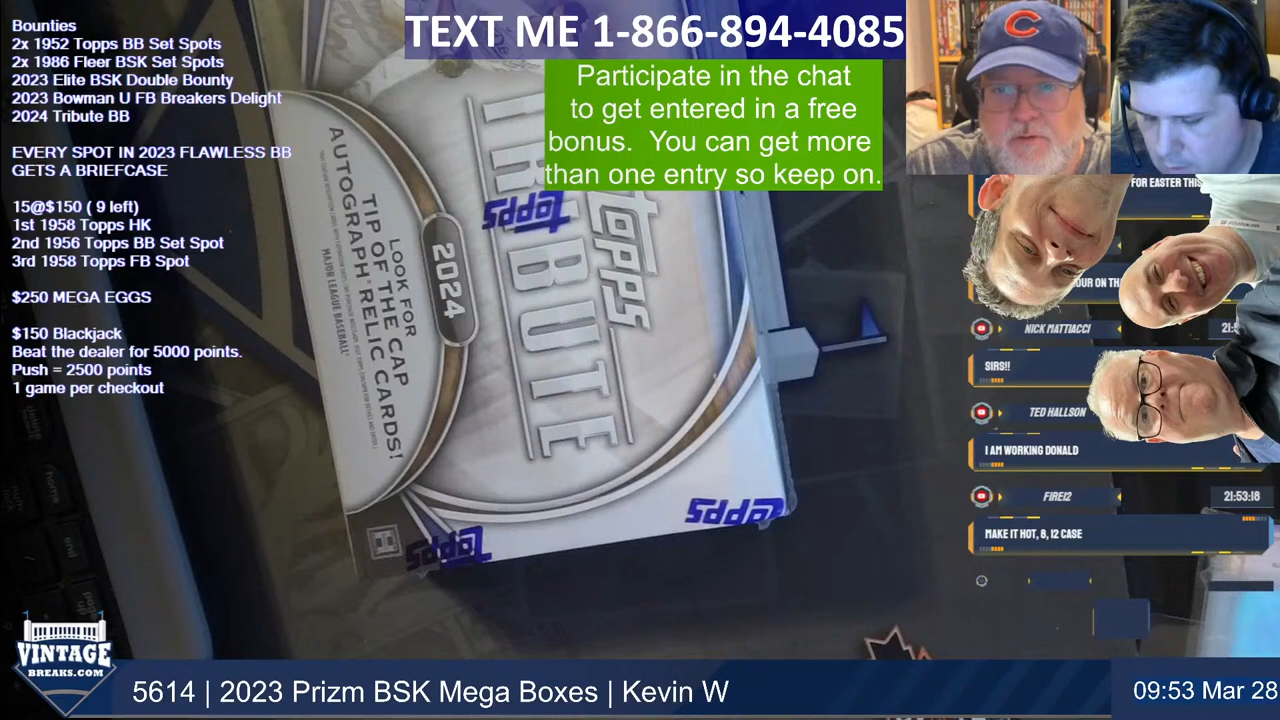 Bounties
2x 1952 Topps BB Set Spots
2x 1986 Fleer BSK Set Spots
2023 Elite BSK Double Bounty
2023 Bowman U FB Breakers Delight
2024 Tribute BB
EVERY SPOT IN 2023 FLAWLESS BB
GETS A BRIEFCASE
15@$150 ( 9 left)
1st 1958 Topps HK
2nd 1956 Topps BB Set Spot
3rd 1958 Topps FB Spot
$250 MEGA EGGS
$150 Blackjack
Beat the dealer for 5000 points.
Push = 2500 points
1 game per checkout
TEXT ME 1-866-894-4085
Participate in the chat
to get entered in a free
bonus. You can get more
than one entry so keep on.
topps
TRIBUTE
2024
LOOK FOR
TIP OF THE CAP
AUTOGRAPH RELIC CARDS!
MAJOR LEAGUE BASEBALL
Topps
Topps
Topps
home
end
FOR EASTER THIS
OUR ON TH
NICK MATTIACCI
SIRS!!
TED HALLSON
I AM WORKING DONALD
FIRE12
21:53:18
MAKE IT HOT, 8, 12 CASE
VINTAGE
BREAKS.COM
5614 | 2023 Prizm BSK Mega Boxes | Kevin W
09:53 Mar 28